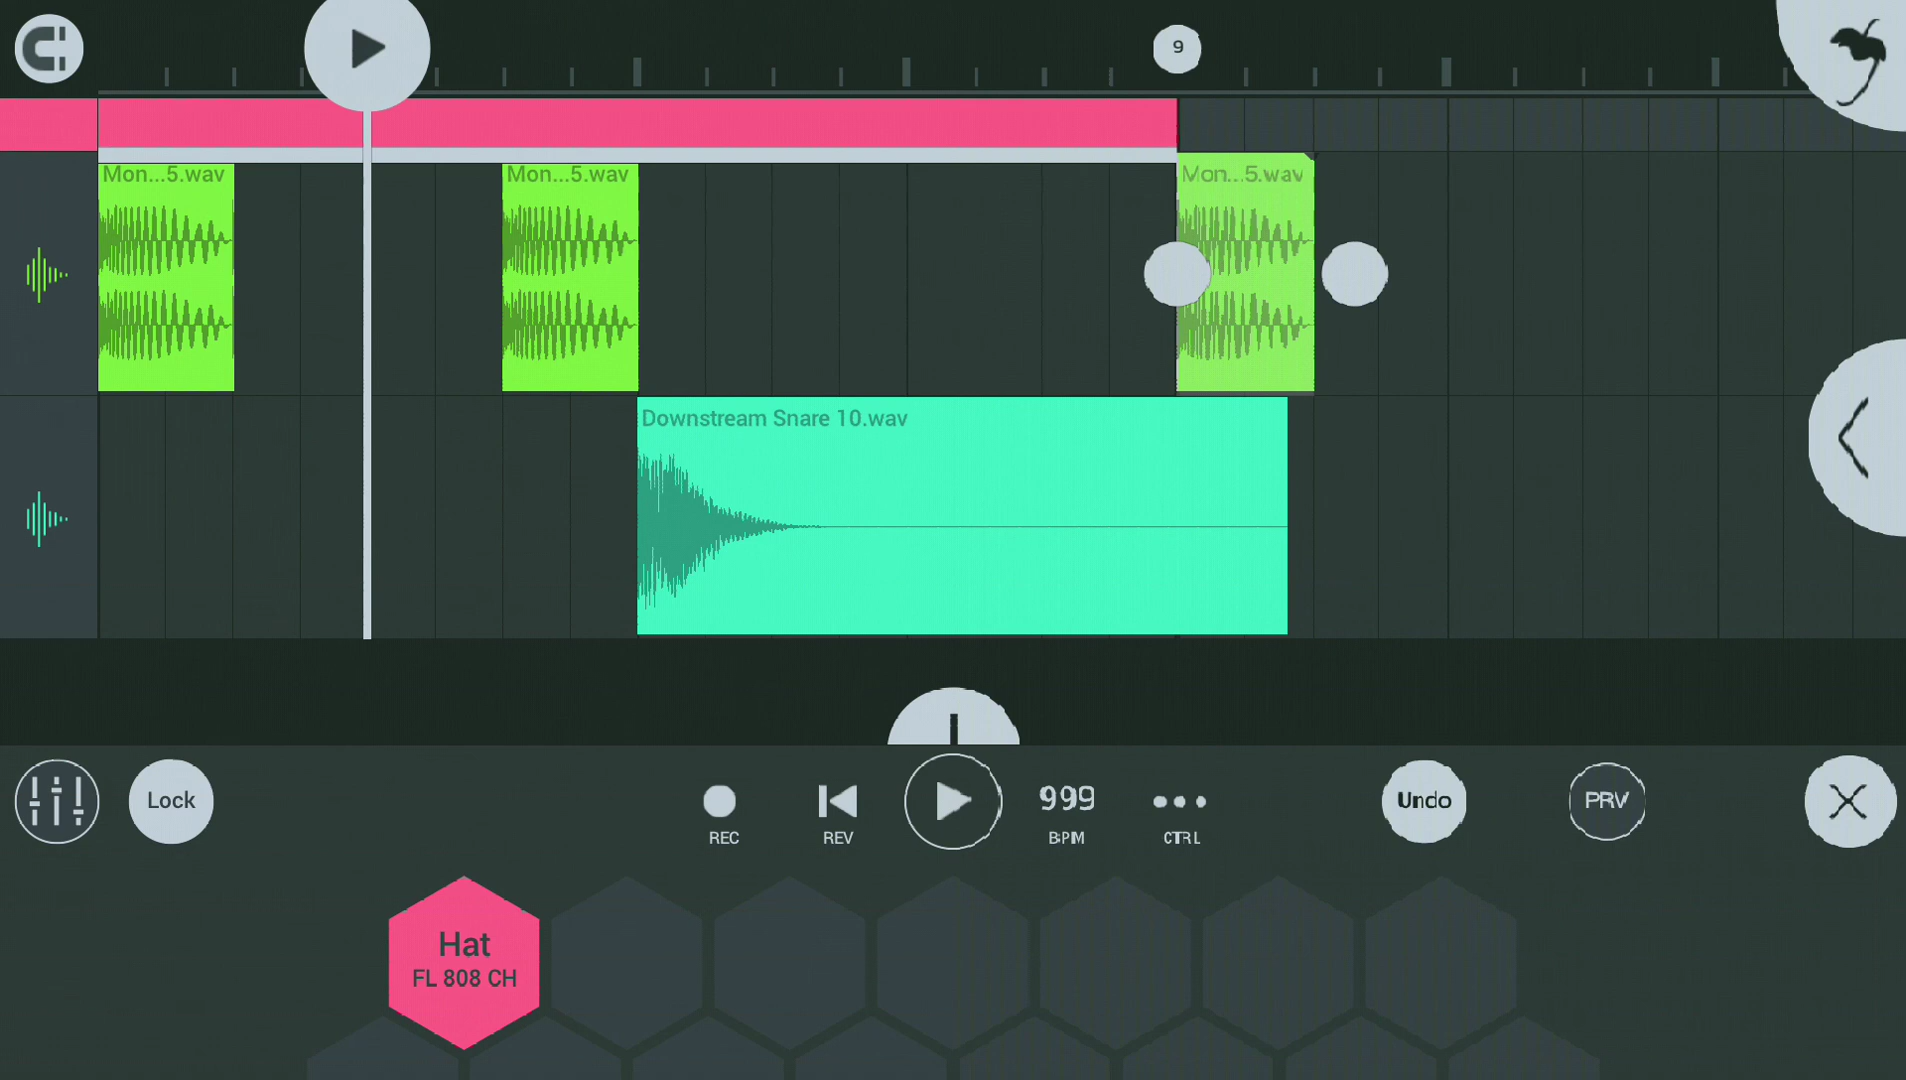 9
Mon...5.wav
Mon...5.wav
Mon...5.wav
Downstream Snare 10.wav
Lock
REC
REV
999
BPM
CTRL
Undo
PRV
Hat
FL 808 CH